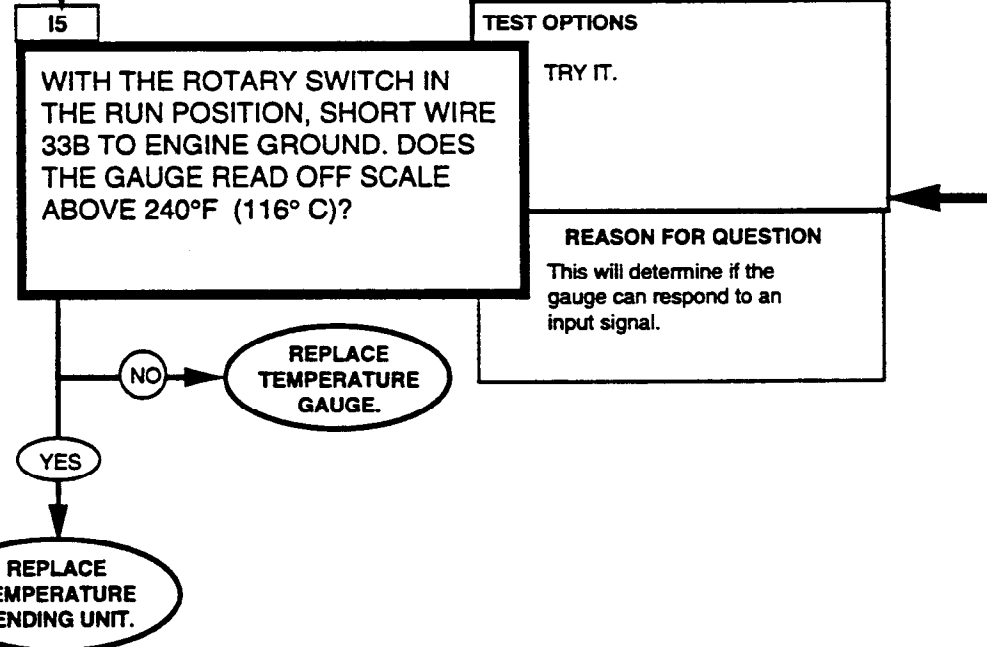 I5
WITH THE ROTARY SWITCH IN
THE RUN POSITION, SHORT WIRE
33B TO ENGINE GROUND. DOES
THE GAUGE READ OFF SCALE
ABOVE 240°F (116° C)?
TEST OPTIONS
TRY IT.
REASON FOR QUESTION
This will determine if the
gauge can respond to an
input signal.
NO
REPLACE
TEMPERATURE
GAUGE.
YES
REPLACE
EMPERATURE
ENDING UNIT.